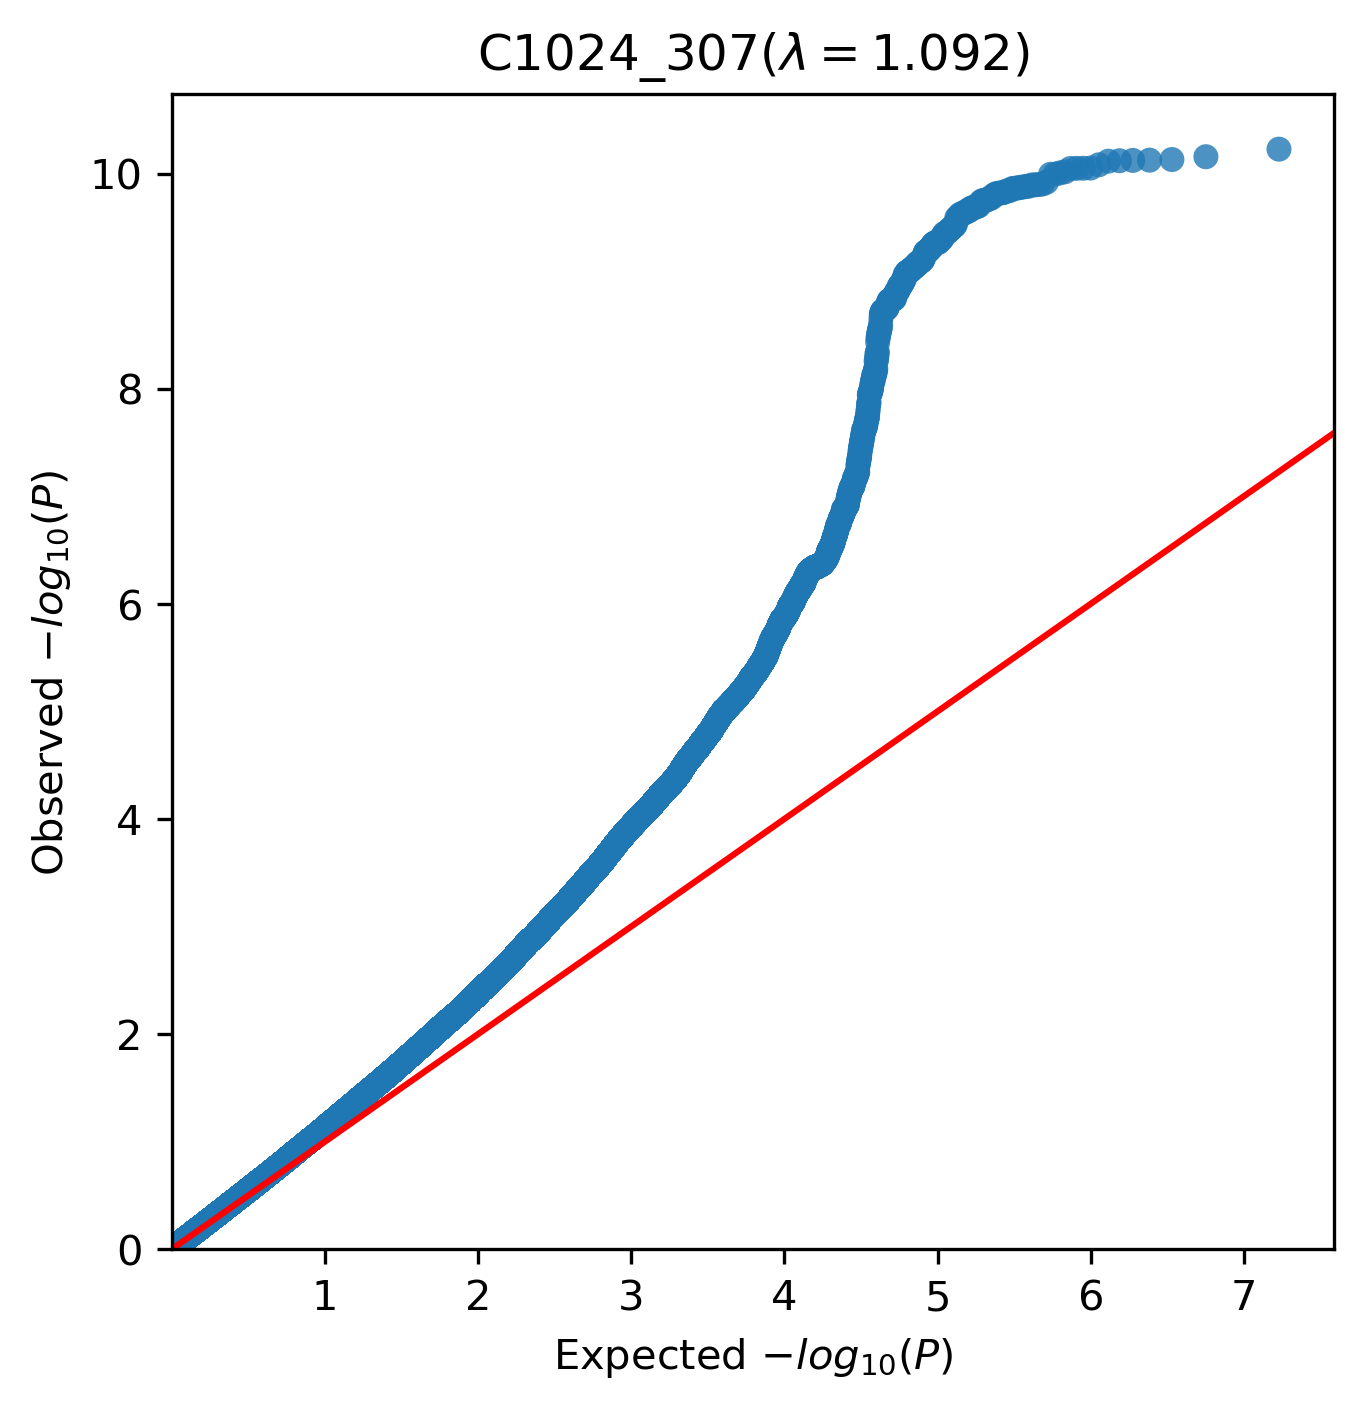 C1024_307(λ = 1.092)
Observed −log10(P)
10
8
6
4
2
0
1 2 3 4 5 6 7
Expected −log10(P)